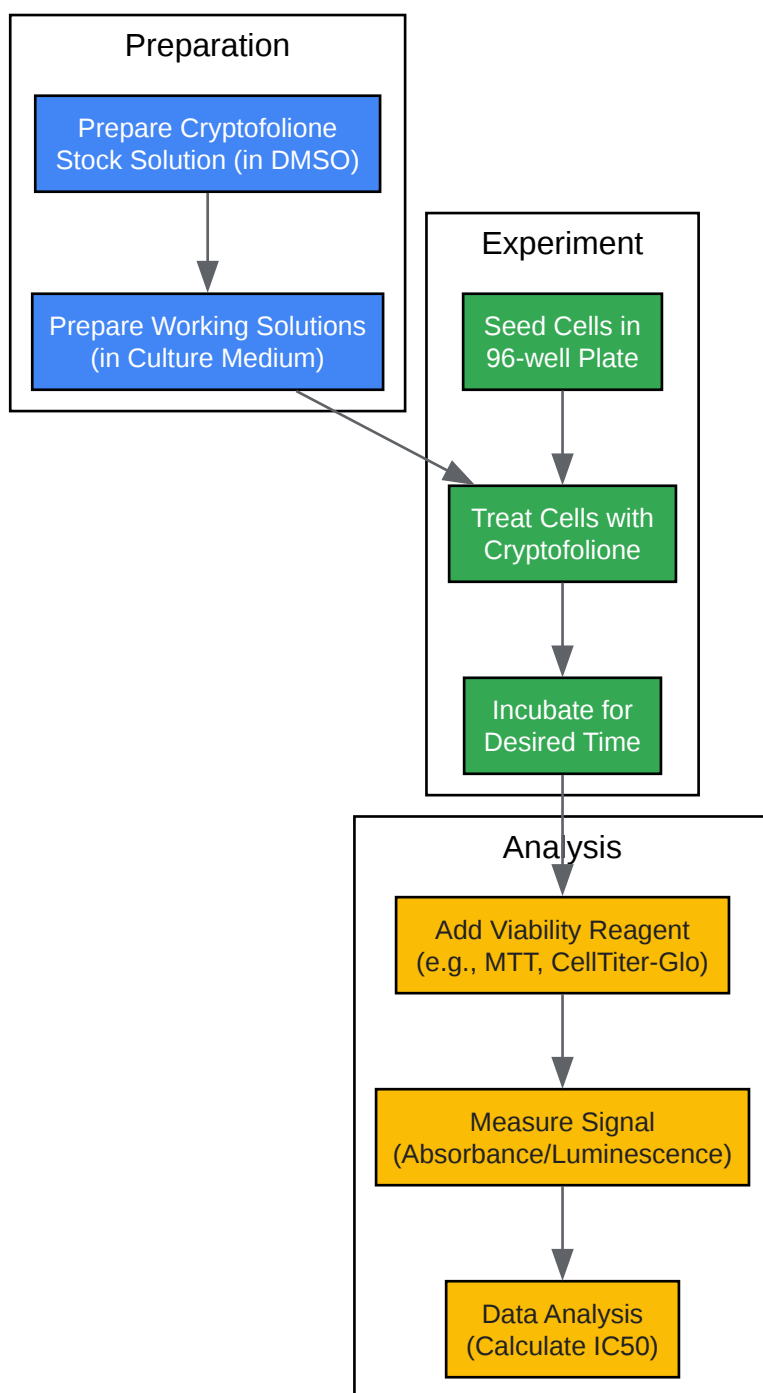 Preparation
Prepare Cryptofolione
Stock Solution (in DMSO)
Prepare Working Solutions
(in Culture Medium)
Experiment
Seed Cells in
96-well Plate
Treat Cells with
Cryptofolione
Incubate for
Desired Time
Analysis
Add Viability Reagent
(e.g., MTT, CellTiter-Glo)
Measure Signal
(Absorbance/Luminescence)
Data Analysis
(Calculate IC50)